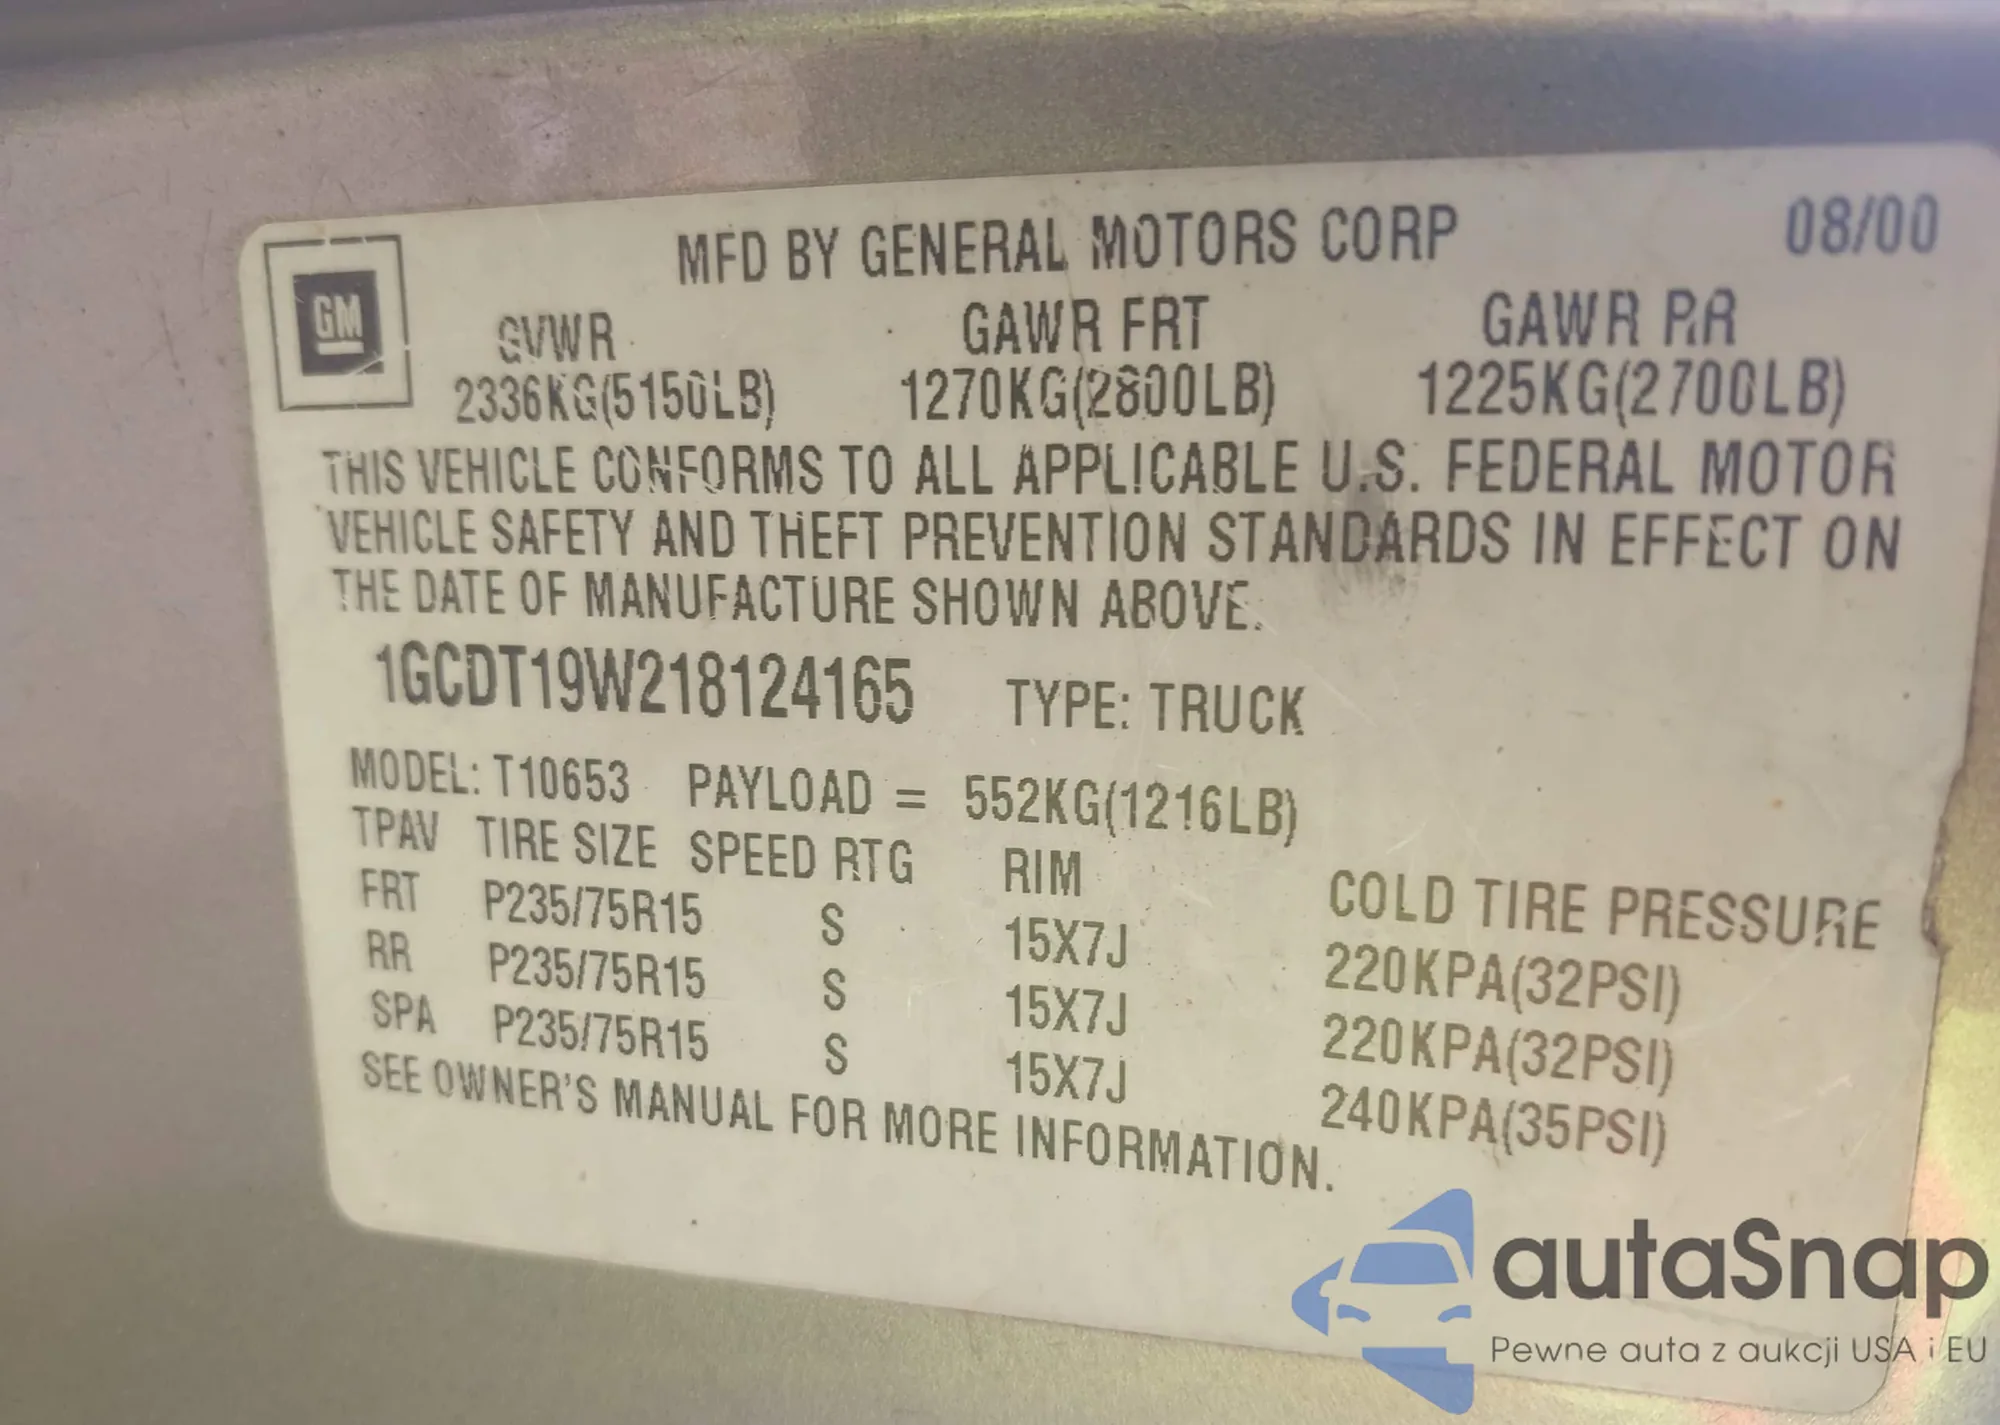 MFD BY GENERAL MOTORS CORP 08/00
GM
GVWR GAWR FRT GAWR RR
2336KG(5150LB) 1270KG(2800LB) 1225KG(2700LB)
THIS VEHICLE CONFORMS TO ALL APPLICABLE U.S. FEDERAL MOTOR
VEHICLE SAFETY AND THEFT PREVENTION STANDARDS IN EFFECT ON
THE DATE OF MANUFACTURE SHOWN ABOVE.
1GCDT19W218124165 TYPE: TRUCK
MODEL: T10653 PAYLOAD = 552KG(1216LB)
TPAV TIRE SIZE SPEED RTG RIM COLD TIRE PRESSURE
FRT P235/75R15 S 15X7J 220KPA(32PSI)
RR P235/75R15 S 15X7J 220KPA(32PSI)
SPA P235/75R15 S 15X7J 240KPA(35PSI)
SEE OWNER'S MANUAL FOR MORE INFORMATION.
autaSnap
Pewne auta z aukcji USA i EU